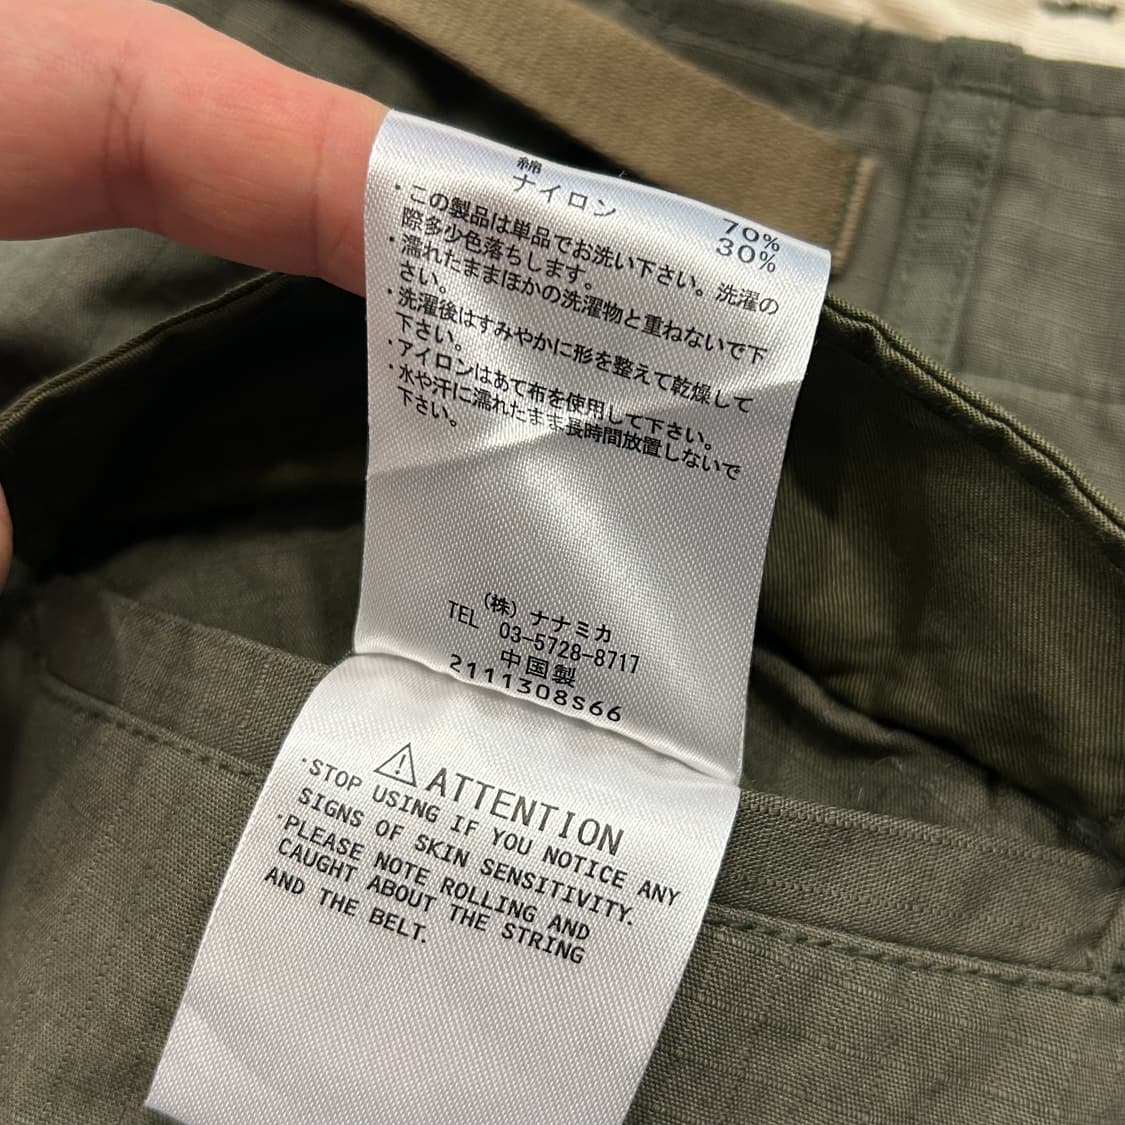 綿 70%
ナイロン 30%
・この製品は単品でお洗い下さい。洗濯の
際多少色落ちします。
・濡れたままほかの洗濯物と重ねないで下
さい。
・洗濯後はすみやかに形を整えて乾燥して
下さい。
・アイロンはあて布を使用して下さい。
・水や汗に濡れたまま長時間放置しないで
下さい。
(株) ナナミカ
TEL 03-5728-8717
中国製
2111308S66
⚠ATTENTION
·STOP USING IF YOU NOTICE ANY
SIGNS OF SKIN SENSITIVITY.
·PLEASE NOTE ROLLING AND
CAUGHT ABOUT THE STRING
AND THE BELT.